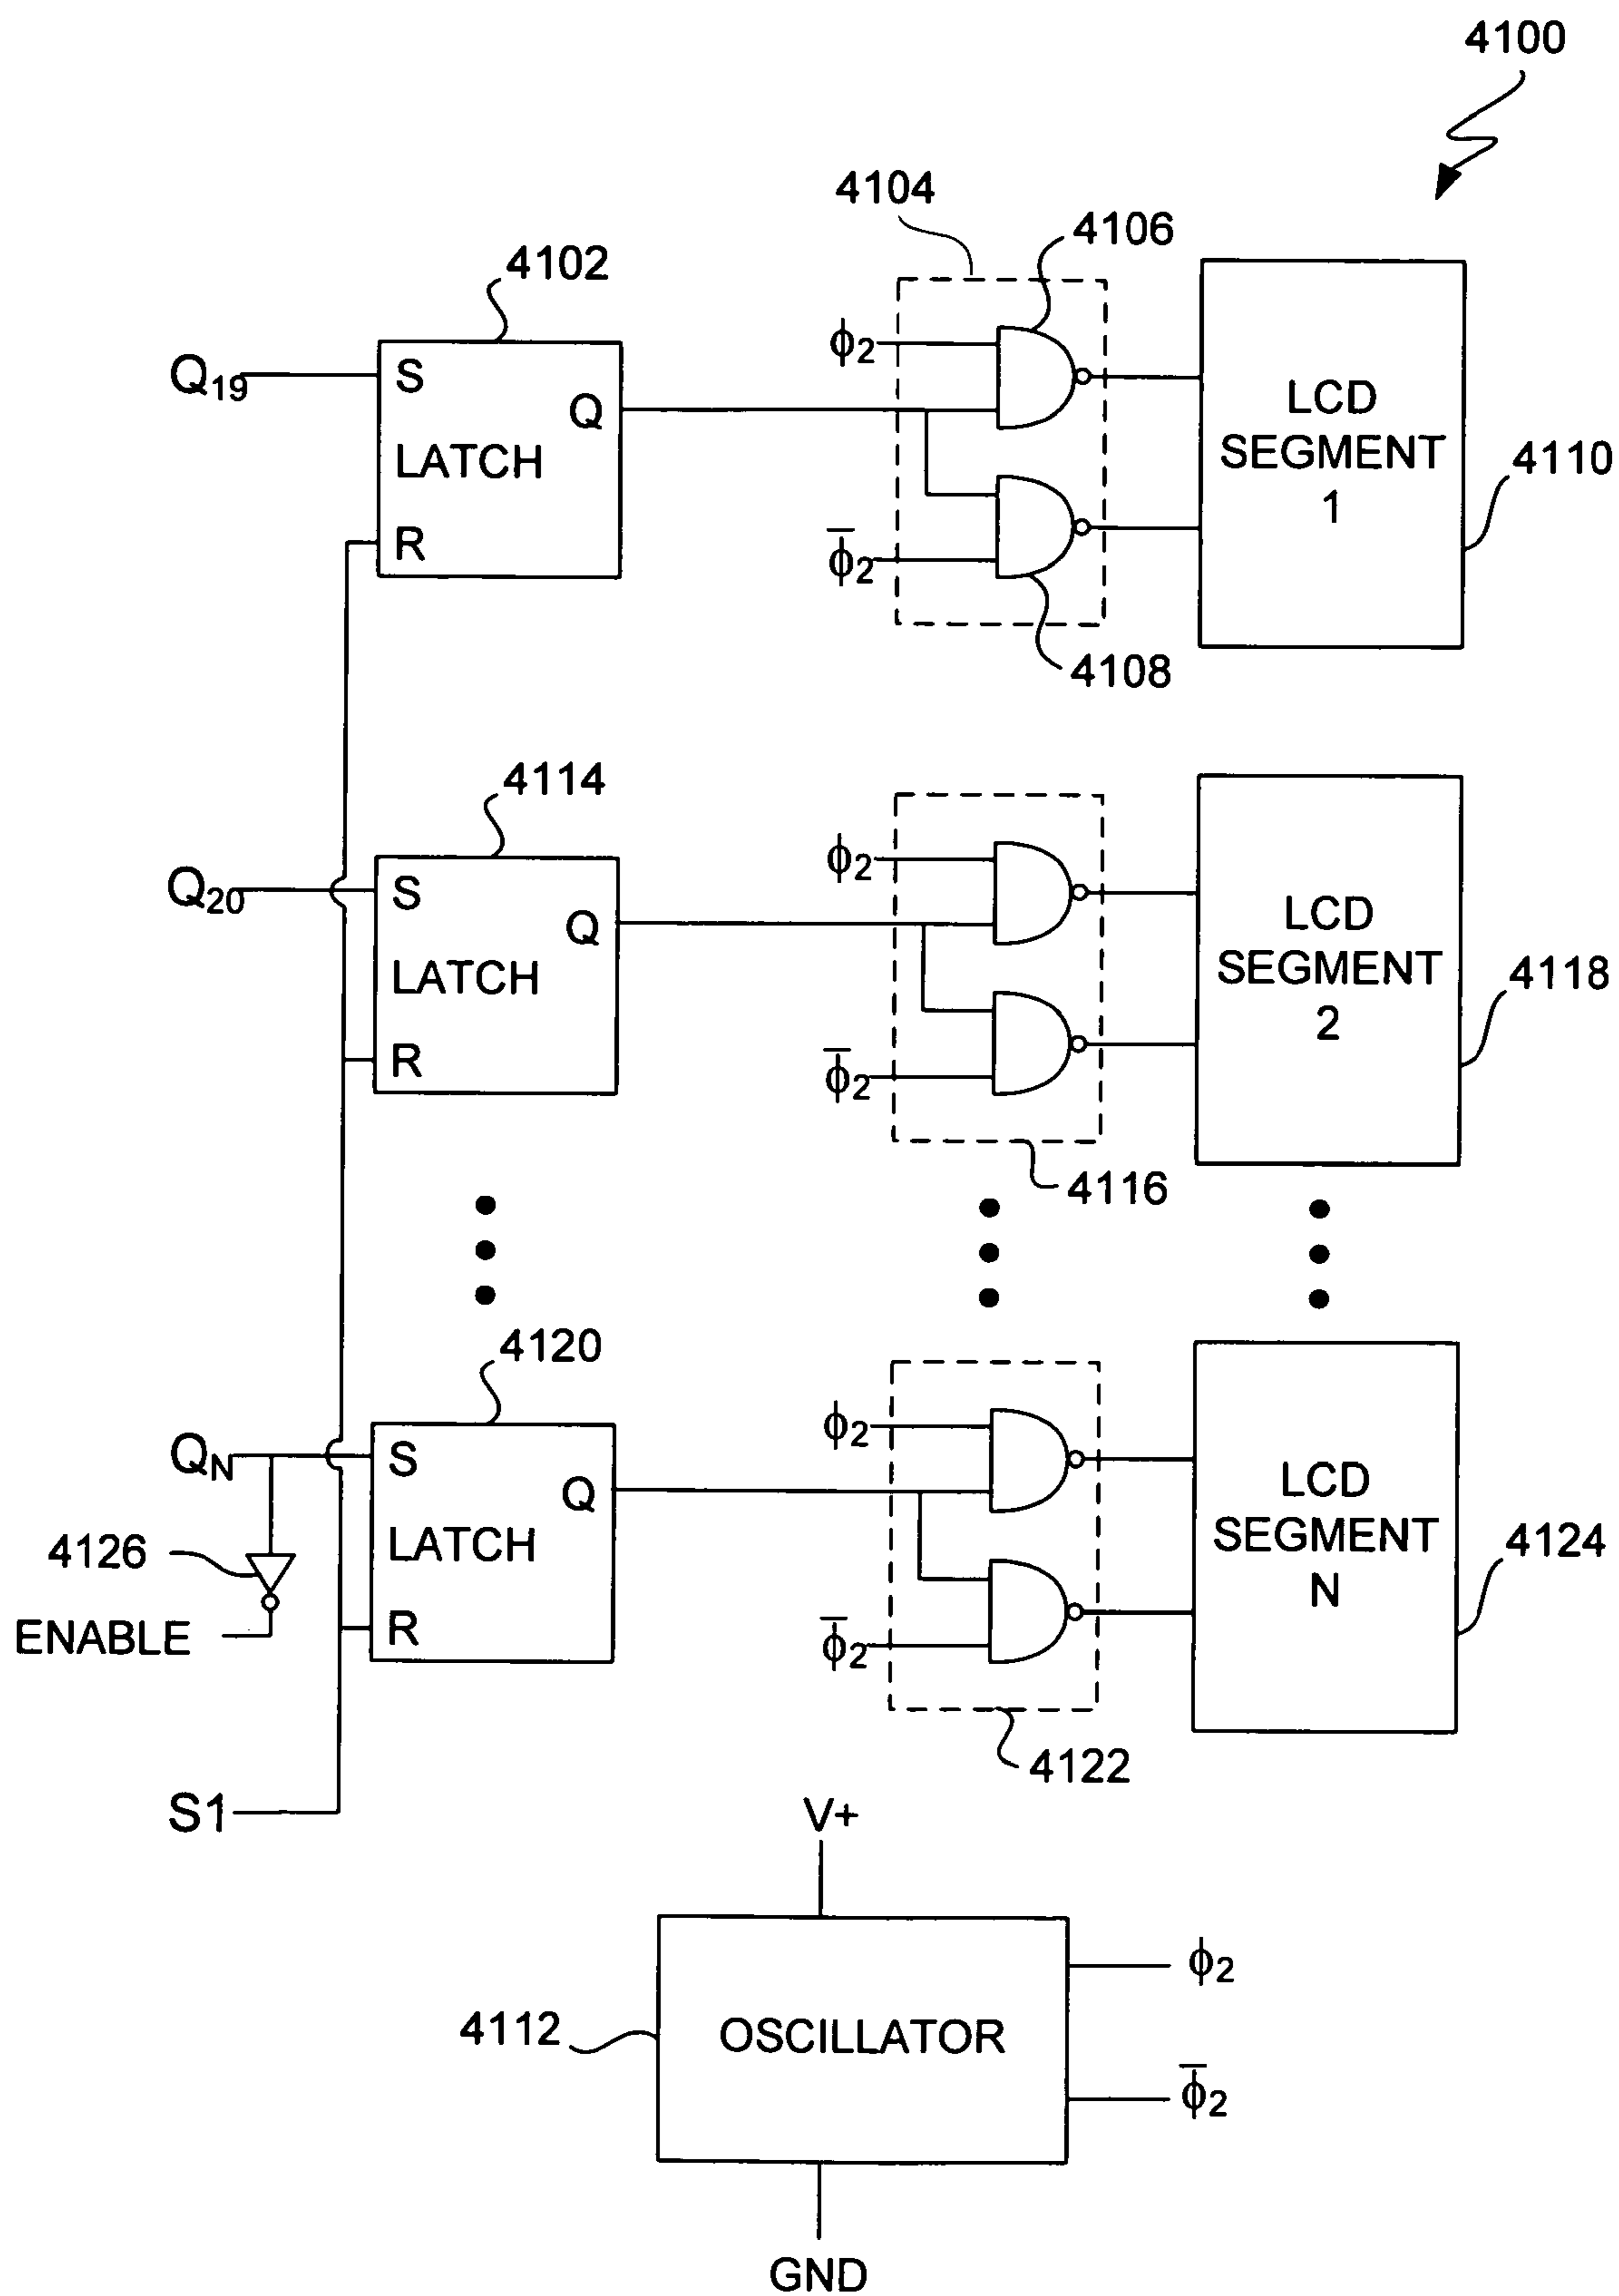 4100
4104
4106
4102
ϕ2
Q19
S
Q
LATCH
R
LCD
SEGMENT
1
4110
ϕ̅2
4108
4114
ϕ2
Q20
S
Q
LATCH
R
LCD
SEGMENT
2
4118
ϕ̅2
4116
4120
ϕ2
QN
S
Q
LATCH
R
LCD
SEGMENT
N
4124
4126
ENABLE
ϕ̅2
4122
S1
V+
ϕ2
4112
OSCILLATOR
ϕ̅2
GND